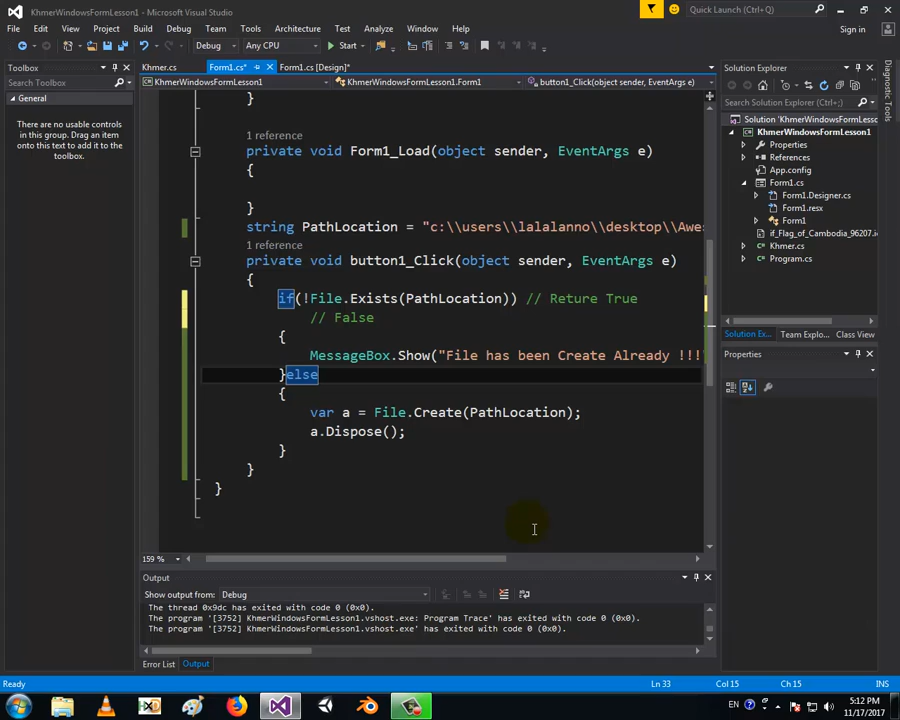 KhmerWindowsFormLesson1 - Microsoft Visual Studio
Quick Launch (Ctrl+Q)
File Edit View Project Build Debug Team Tools Architecture Test Analyze Window Help
Sign in
Debug Any CPU Start
Toolbox
Search Toolbox
General
There are no usable controls
in this group. Drag an item
onto this text to add it to the
toolbox.
Khmer.cs Form1.cs* Form1.cs [Design]*
KhmerWindowsFormLesson1 KhmerWindowsFormLesson1.Form1 button1_Click(object sender, EventArgs e)
}
1 reference
private void Form1_Load(object sender, EventArgs e)
{
}
string PathLocation = "c:\\users\\lalalanno\\desktop\\Awe
1 reference
private void button1_Click(object sender, EventArgs e)
{
if(!File.Exists(PathLocation)) // Reture True
// False
{
MessageBox.Show("File has been Create Already !!!"
}else
{
var a = File.Create(PathLocation);
a.Dispose();
}
}
}
159 %
Output
Show output from: Debug
The thread 0x9dc has exited with code 0 (0x0).
The program '[3752] KhmerWindowsFormLesson1.vshost.exe: Program Trace' has exited with code 0 (0x0).
The program '[3752] KhmerWindowsFormLesson1.vshost.exe' has exited with code 0 (0x0).
Error List Output
Solution Explorer
Search Solution Explorer (Ctrl+;)
Solution 'KhmerWindowsFormLesso
KhmerWindowsFormLesson1
Properties
References
App.config
Form1.cs
Form1.Designer.cs
Form1.resx
Form1
if_Flag_of_Cambodia_96207.i
Khmer.cs
Program.cs
Solution Ex... Team Explo... Class View
Properties
Diagnostic Tools
Ready Ln 33 Col 15 Ch 15 INS
EN 5:12 PM
11/17/2017